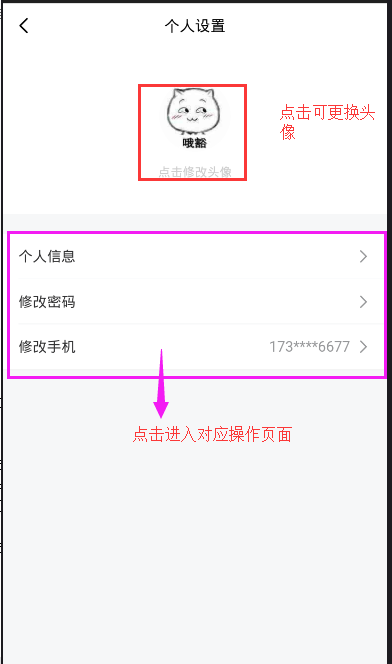 个人设置
哦豁
点击修改头像
点击可更换头
像
个人信息
修改密码
修改手机 173****6677
点击进入对应操作页面